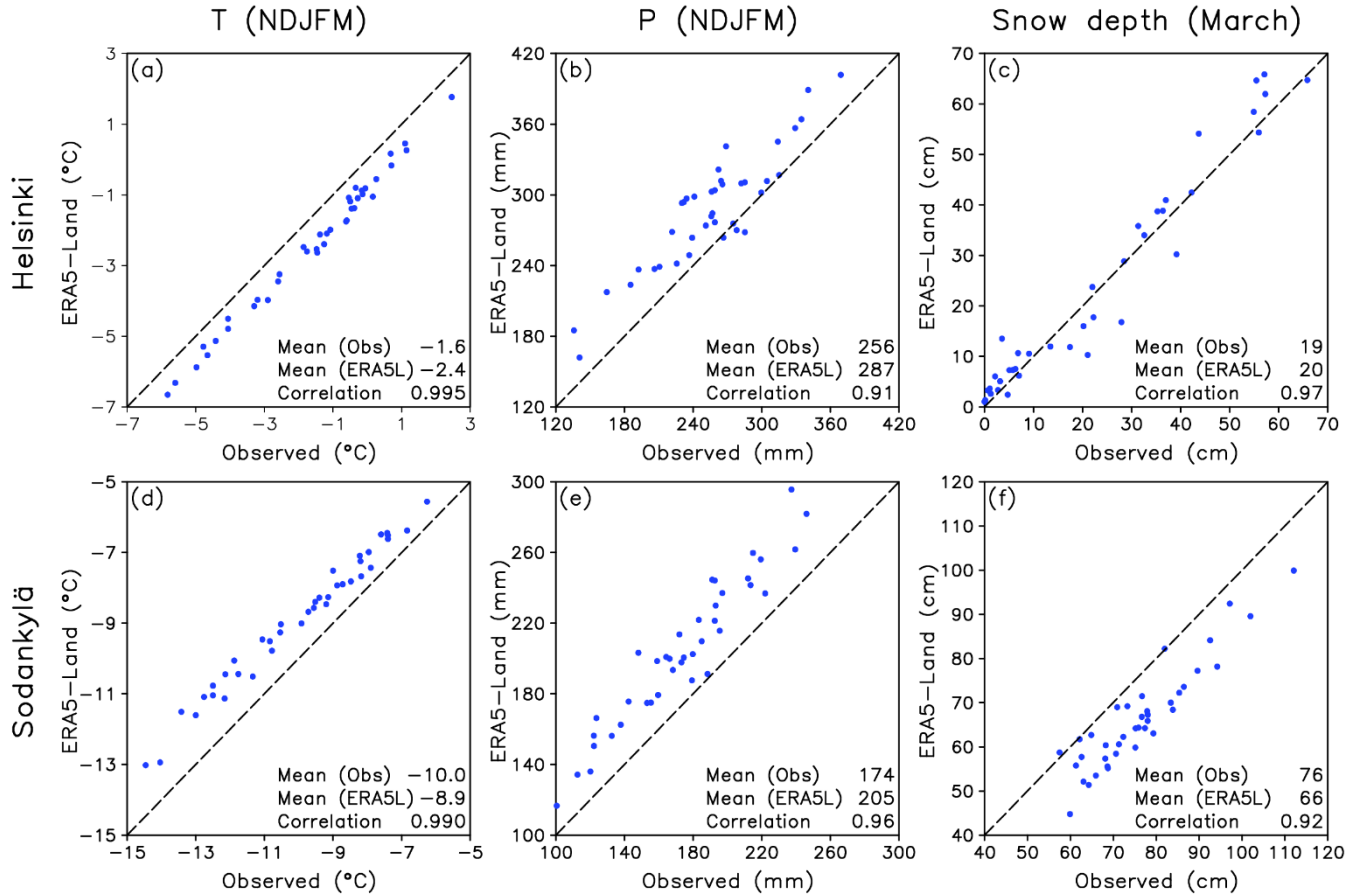 T (NDJFM)
P (NDJFM)
Snow depth (March)
Helsinki
(a)
ERA5-Land (°C)
3
1
-1
-3
-5
-7
Mean (Obs) -1.6
Mean (ERA5L) -2.4
Correlation 0.995
-7 -5 -3 -1 1 3
Observed (°C)
(b)
ERA5-Land (mm)
420
360
300
240
180
120
Mean (Obs) 256
Mean (ERA5L) 287
Correlation 0.91
120 180 240 300 360 420
Observed (mm)
(c)
ERA5-Land (cm)
70
60
50
40
30
20
10
0
Mean (Obs) 19
Mean (ERA5L) 20
Correlation 0.97
0 10 20 30 40 50 60 70
Observed (cm)
Sodankylä
(d)
ERA5-Land (°C)
-5
-7
-9
-11
-13
-15
Mean (Obs) -10.0
Mean (ERA5L) -8.9
Correlation 0.990
-15 -13 -11 -9 -7 -5
Observed (°C)
(e)
ERA5-Land (mm)
300
260
220
180
140
100
Mean (Obs) 174
Mean (ERA5L) 205
Correlation 0.96
100 140 180 220 260 300
Observed (mm)
(f)
ERA5-Land (cm)
120
110
100
90
80
70
60
50
40
Mean (Obs) 76
Mean (ERA5L) 66
Correlation 0.92
40 50 60 70 80 90 100 110 120
Observed (cm)